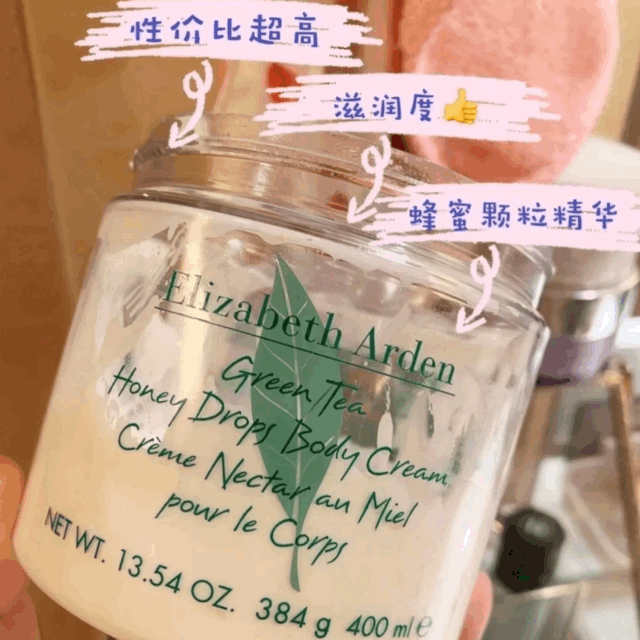 性价比超高
滋润度👍
蜂蜜颗粒精华
Elizabeth Arden
Green Tea
Honey Drops Body Cream
Crème Nectar au Miel
pour le Corps
NET WT. 13.54 OZ. 384 g 400 ml e